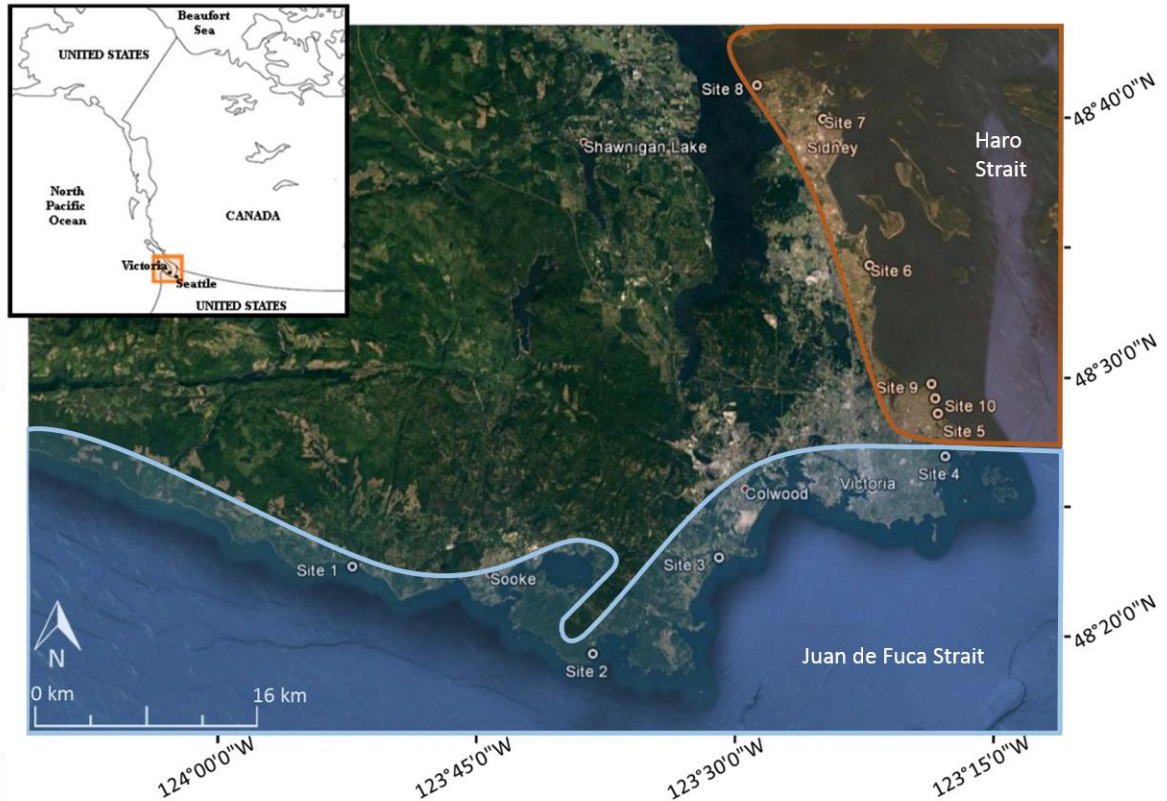 Beaufort
Sea
UNITED STATES
North
Pacific
Ocean
CANADA
Victoria
Seattle
UNITED STATES
Site 8
Site 7
Sidney
Shawnigan Lake
Haro
Strait
48°40'0"N
Site 6
48°30'0"N
Site 9
Site 10
Site 5
Site 4
Victoria
Colwood
Site 3
Site 1
Sooke
Site 2
48°20'0"N
Juan de Fuca Strait
N
0 km
16 km
124°00'0"W
123°45'0"W
123°30'0"W
123°15'0"W